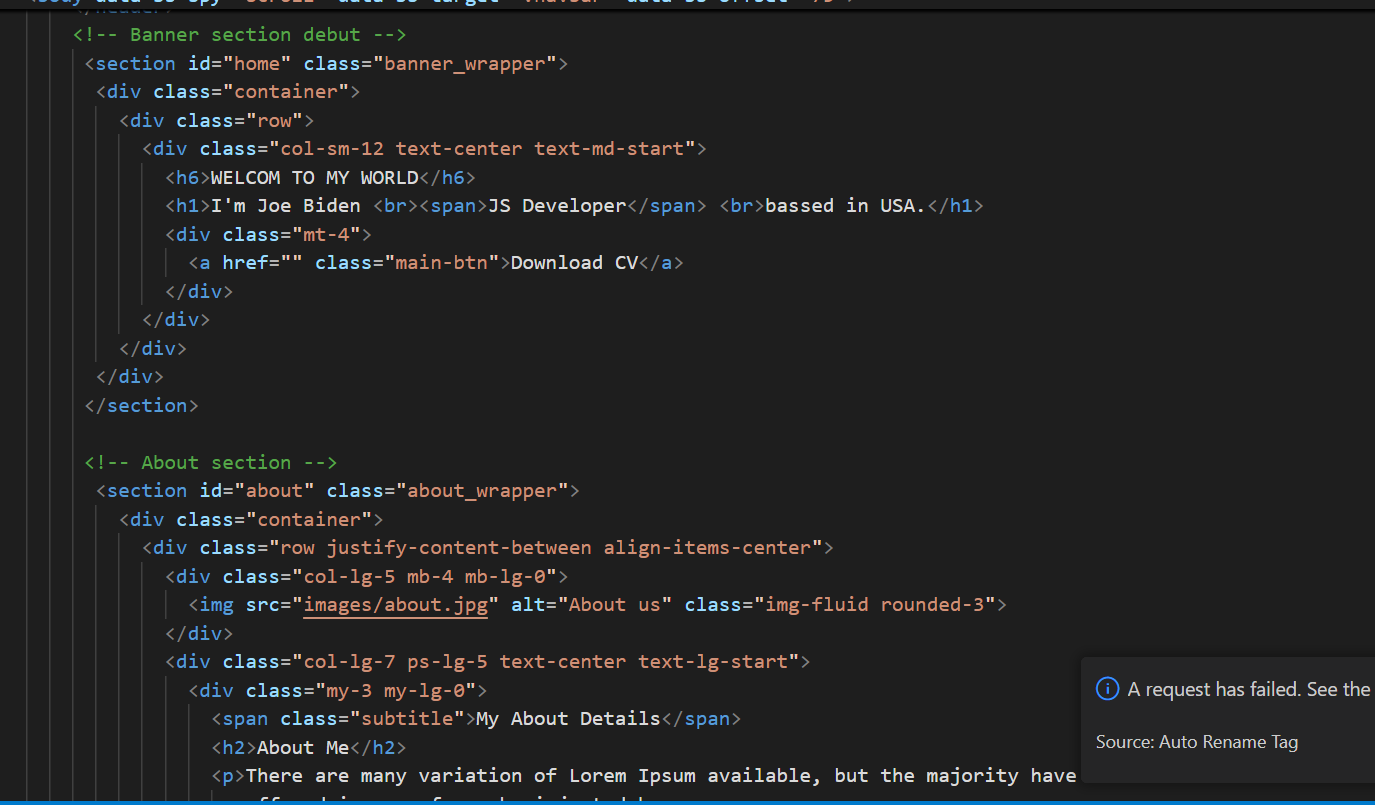 <!-- Banner section debut -->
<section id="home" class="banner_wrapper">
<div class="container">
<div class="row">
<div class="col-sm-12 text-center text-md-start">
<h6>WELCOM TO MY WORLD</h6>
<h1>I'm Joe Biden <br><span>JS Developer</span> <br>bassed in USA.</h1>
<div class="mt-4">
<a href="" class="main-btn">Download CV</a>
</div>
</div>
</div>
</div>
</section>
<!-- About section -->
<section id="about" class="about_wrapper">
<div class="container">
<div class="row justify-content-between align-items-center">
<div class="col-lg-5 mb-4 mb-lg-0">
<img src="images/about.jpg" alt="About us" class="img-fluid rounded-3">
</div>
<div class="col-lg-7 ps-lg-5 text-center text-lg-start">
<div class="my-3 my-lg-0">
<span class="subtitle">My About Details</span>
<h2>About Me</h2>
<p>There are many variation of Lorem Ipsum available, but the majority have
A request has failed. See the
Source: Auto Rename Tag